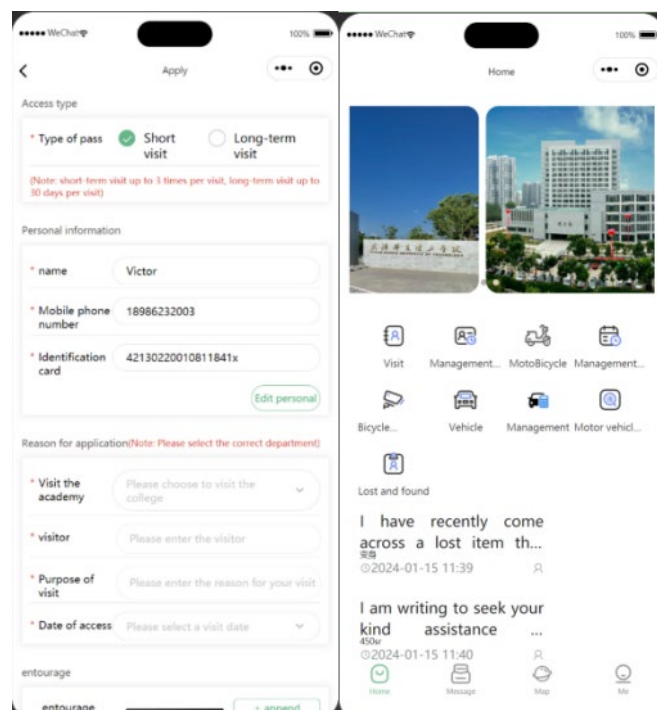 WeChat
100%
Apply
Access type
* Type of pass
Short visit
Long-term visit
(Note: short-term visit up to 3 times per visit, long-term visit up to
30 days per visit)
Personal information
* name
Victor
* Mobile phone
number
18986232003
* Identification
card
42130220010811841x
Edit personal
Reason for application(Note: Please select the correct department)
* Visit the
academy
Please choose to visit the
college
* visitor
Please enter the visitor
* Purpose of
visit
Please enter the reason for your visit
* Date of access
Please select a visit date
entourage
entourage
+ append
WeChat
100%
Home
Visit
Management...
MotoBicycle
Management...
Bicycle...
Vehicle
Management
Motor vehicl...
Lost and found
I have recently come
across a lost item th...
2024-01-15 11:39
I am writing to seek your
kind assistance ...
450sr
2024-01-15 11:40
Home
Message
Map
Me